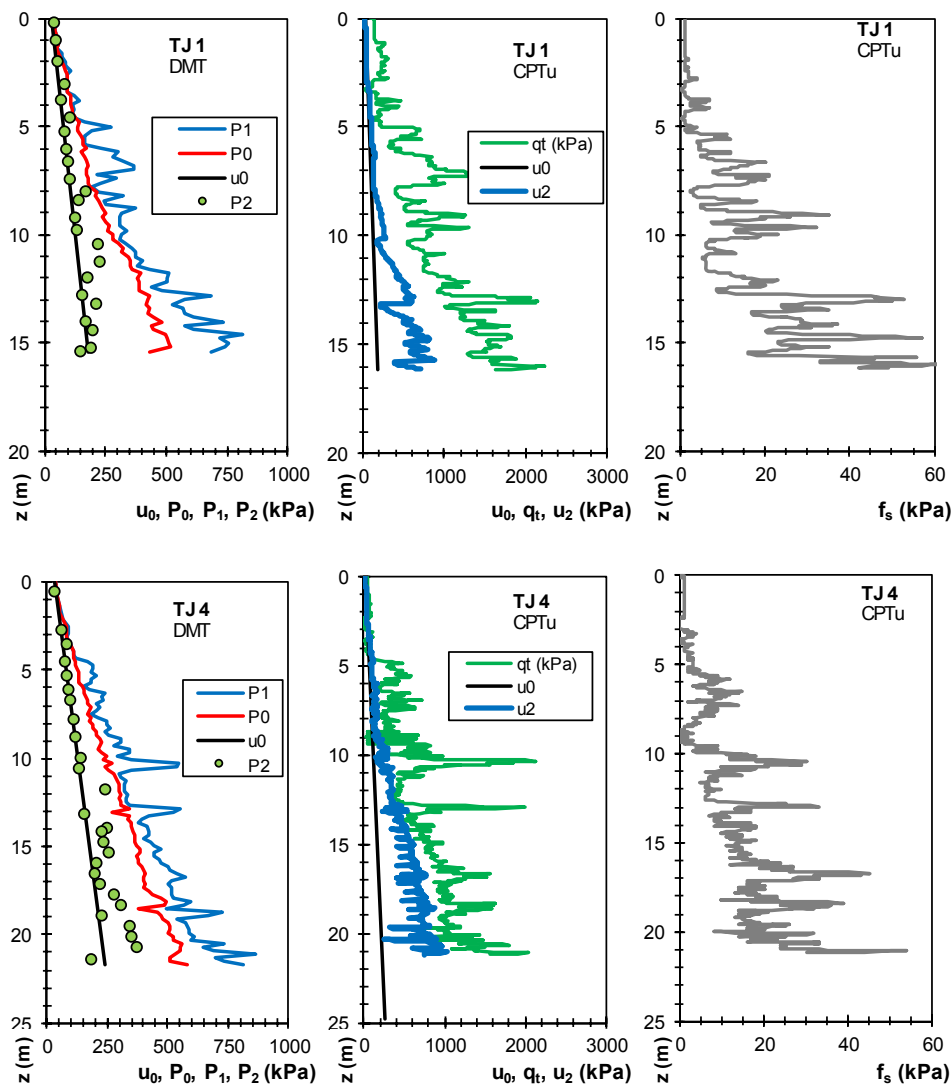 TJ 1
DMT
P1
P0
u0
P2
0
5
10
15
20
0 250 500 750 1000
z (m)
u0, P0, P1, P2 (kPa)
TJ 1
CPTu
qt (kPa)
u0
u2
0
5
10
15
20
0 1000 2000 3000
z (m)
u0, qt, u2 (kPa)
TJ 1
CPTu
0
5
10
15
20
0 20 40 60
z (m)
fs (kPa)
TJ 4
DMT
P1
P0
u0
P2
0
5
10
15
20
25
0 250 500 750 1000
z (m)
u0, P0, P1, P2 (kPa)
TJ 4
CPTu
qt (kPa)
u0
u2
0
5
10
15
20
25
0 1000 2000 3000
z (m)
u0, qt, u2 (kPa)
TJ 4
CPTu
0
5
10
15
20
25
0 20 40 60
z (m)
fs (kPa)